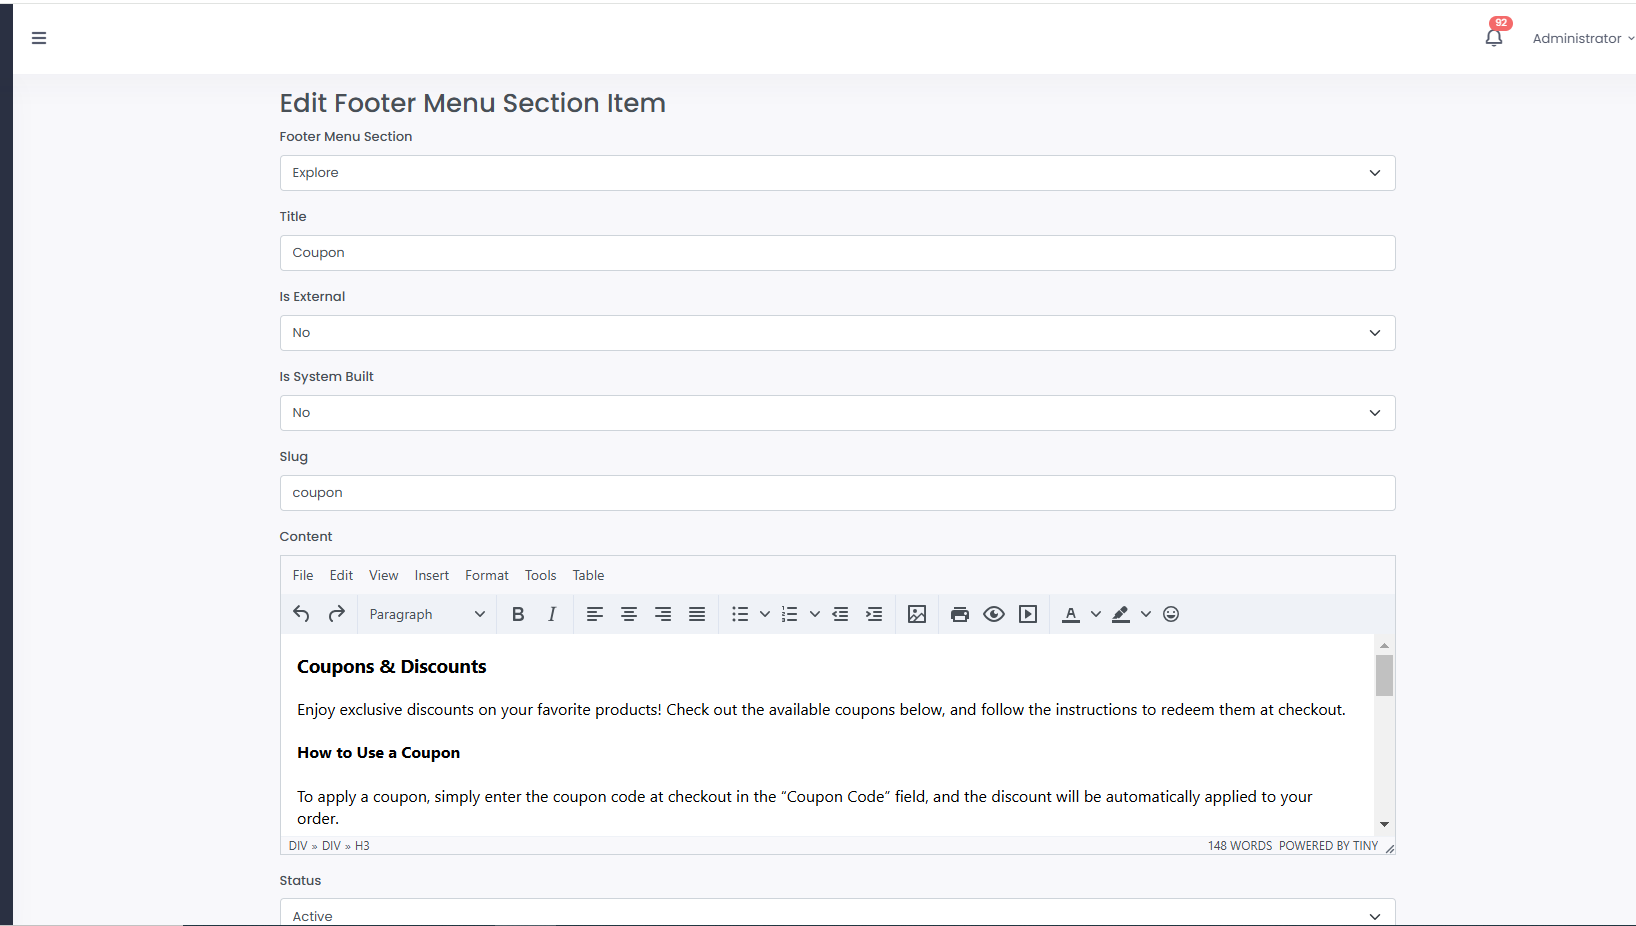 92
Administrator
Edit Footer Menu Section Item
Footer Menu Section
Explore
Title
Coupon
Is External
No
Is System Built
No
Slug
coupon
Content
File Edit View Insert Format Tools Table
Paragraph B I A
Coupons & Discounts
Enjoy exclusive discounts on your favorite products! Check out the available coupons below, and follow the instructions to redeem them at checkout.
How to Use a Coupon
To apply a coupon, simply enter the coupon code at checkout in the “Coupon Code” field, and the discount will be automatically applied to your
order.
DIV » DIV » H3 148 WORDS POWERED BY TINY
Status
Active